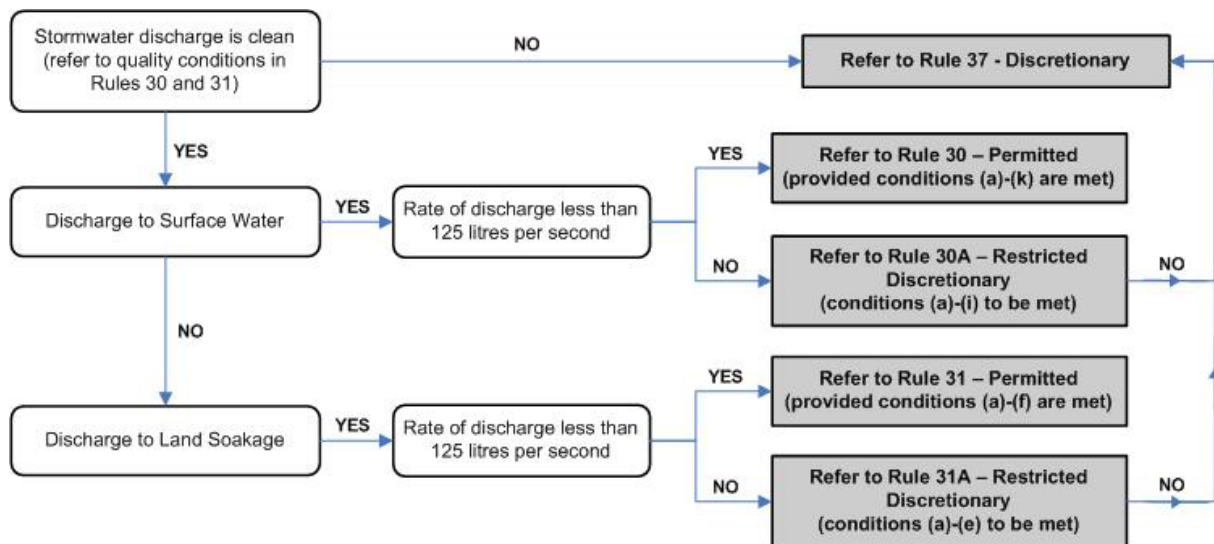 Stormwater discharge is clean
(refer to quality conditions in
Rules 30 and 31)
NO
Refer to Rule 37 - Discretionary
YES
Discharge to Surface Water
YES
Rate of discharge less than
125 litres per second
YES
Refer to Rule 30 – Permitted
(provided conditions (a)-(k) are met)
NO
Refer to Rule 30A – Restricted
Discretionary
(conditions (a)-(i) to be met)
NO
NO
Discharge to Land Soakage
YES
Rate of discharge less than
125 litres per second
YES
Refer to Rule 31 – Permitted
(provided conditions (a)-(f) are met)
NO
Refer to Rule 31A – Restricted
Discretionary
(conditions (a)-(e) to be met)
NO